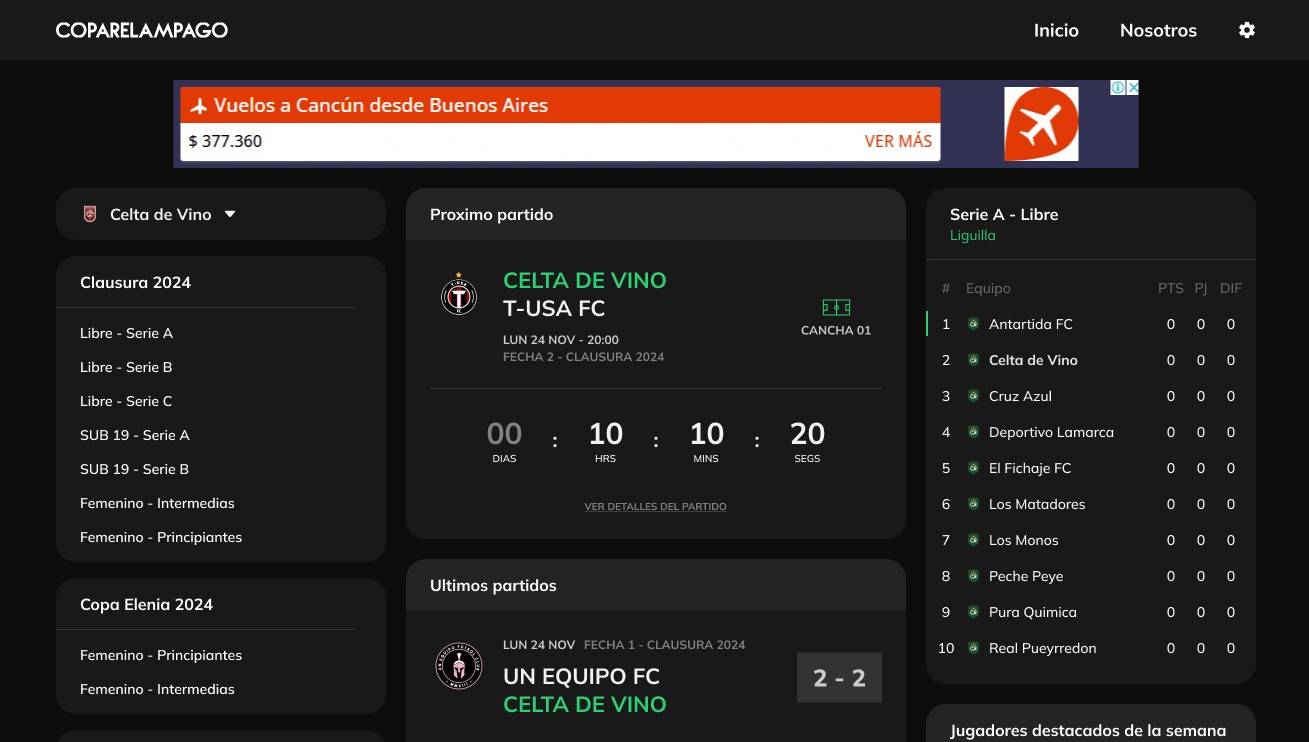 COPARELAMPAGO
Inicio
Nosotros
Vuelos a Cancún desde Buenos Aires
$ 377.360
VER MÁS
Celta de Vino
Clausura 2024
Libre - Serie A
Libre - Serie B
Libre - Serie C
SUB 19 - Serie A
SUB 19 - Serie B
Femenino - Intermedias
Femenino - Principiantes
Copa Elenia 2024
Femenino - Principiantes
Femenino - Intermedias
Proximo partido
CELTA DE VINO
T-USA FC
LUN 24 NOV - 20:00
FECHA 2 - CLAUSURA 2024
CANCHA 01
00 : 10 : 10 : 20
DIAS HRS MINS SEGS
VER DETALLES DEL PARTIDO
Ultimos partidos
LUN 24 NOV FECHA 1 - CLAUSURA 2024
UN EQUIPO FC
CELTA DE VINO
2 - 2
Serie A - Libre
Liguilla
# Equipo PTS PJ DIF
1 Antartida FC 0 0 0
2 Celta de Vino 0 0 0
3 Cruz Azul 0 0 0
4 Deportivo Lamarca 0 0 0
5 El Fichaje FC 0 0 0
6 Los Matadores 0 0 0
7 Los Monos 0 0 0
8 Peche Peye 0 0 0
9 Pura Quimica 0 0 0
10 Real Pueyrredon 0 0 0
Jugadores destacados de la semana